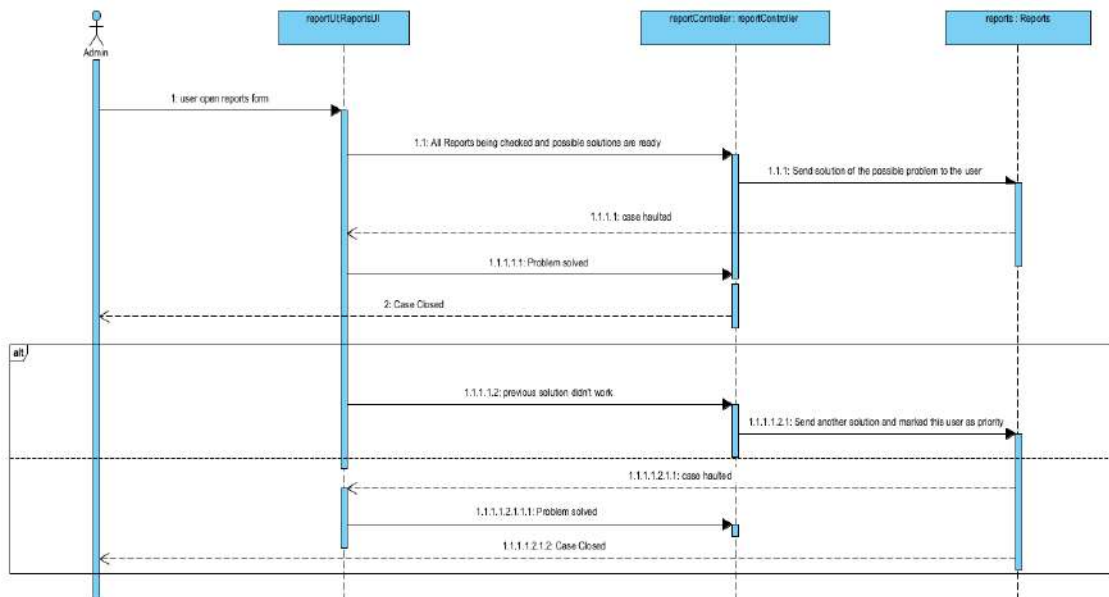 reportUI:ReportsUI
reportController : reportController
reports : Reports
Admin
1: user open reports form
1.1: All Reports being checked and possible solutions are ready
1.1.1: Send solution of the possible problem to the user
1.1.1.1: case haulted
1.1.1.1.1: Problem solved
2: Case Closed
alt
1.1.1.1.2: previous solution didn't work
1.1.1.1.2.1: Send another solution and marked this user as priority
1.1.1.1.2.1.1: case haulted
1.1.1.1.2.1.1.1: Problem solved
1.1.1.1.2.1.2: Case Closed